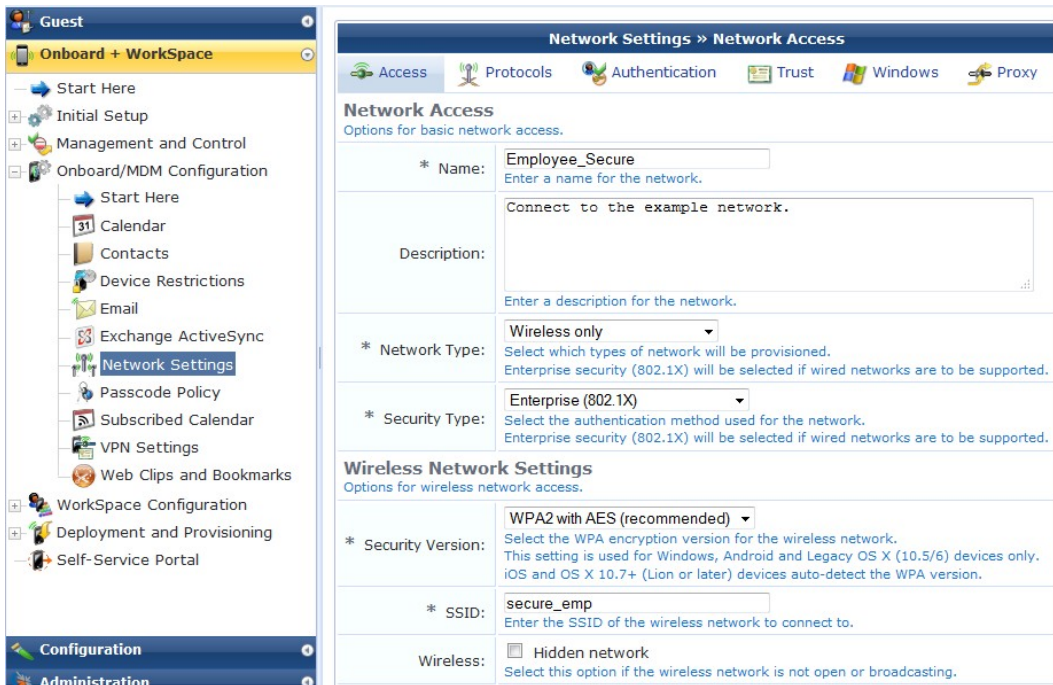 Guest
Onboard + WorkSpace
Start Here
Initial Setup
Management and Control
Onboard/MDM Configuration
Start Here
31 Calendar
Contacts
Device Restrictions
Email
Exchange ActiveSync
Network Settings
Passcode Policy
Subscribed Calendar
VPN Settings
Web Clips and Bookmarks
WorkSpace Configuration
Deployment and Provisioning
Self-Service Portal
Configuration
Administration
Network Settings » Network Access
Access Protocols Authentication Trust Windows Proxy
Network Access
Options for basic network access.
* Name: Employee_Secure
Enter a name for the network.
Description: Connect to the example network.
Enter a description for the network.
* Network Type: Wireless only
Select which types of network will be provisioned.
Enterprise security (802.1X) will be selected if wired networks are to be supported.
* Security Type: Enterprise (802.1X)
Select the authentication method used for the network.
Enterprise security (802.1X) will be selected if wired networks are to be supported.
Wireless Network Settings
Options for wireless network access.
* Security Version: WPA2 with AES (recommended)
Select the WPA encryption version for the wireless network.
This setting is used for Windows, Android and Legacy OS X (10.5/6) devices only.
iOS and OS X 10.7+ (Lion or later) devices auto-detect the WPA version.
* SSID: secure_emp
Enter the SSID of the wireless network to connect to.
Wireless: Hidden network
Select this option if the wireless network is not open or broadcasting.